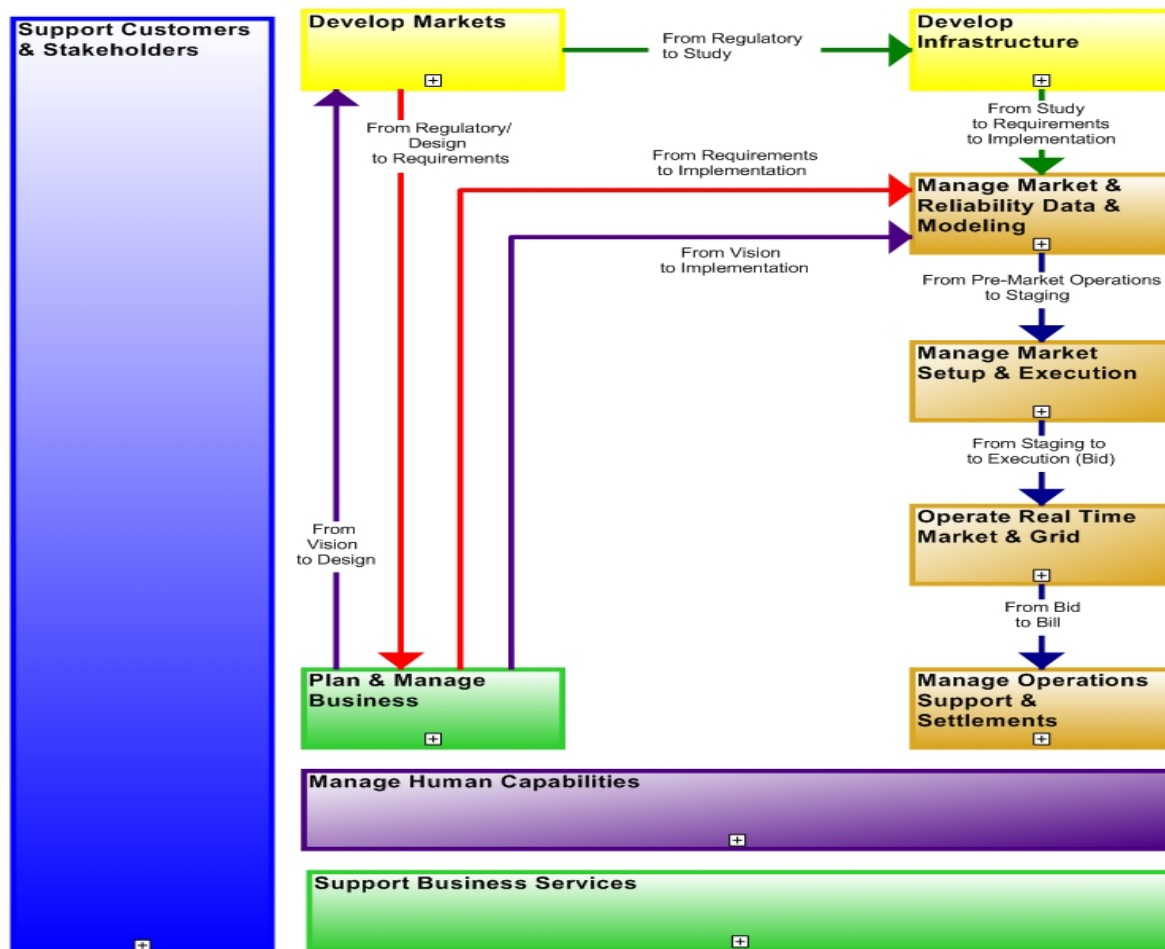 Support Customers
& Stakeholders
Develop Markets
From Regulatory
to Study
Develop
Infrastructure
From Regulatory/
Design
to Requirements
From Study
to Requirements
to Implementation
From Requirements
to Implementation
Manage Market &
Reliability Data &
Modeling
From Vision
to Implementation
From Pre-Market Operations
to Staging
Manage Market
Setup & Execution
From Staging to
to Execution (Bid)
Operate Real Time
Market & Grid
From
Vision
to Design
From Bid
to Bill
Plan & Manage
Business
Manage Operations
Support &
Settlements
Manage Human Capabilities
Support Business Services